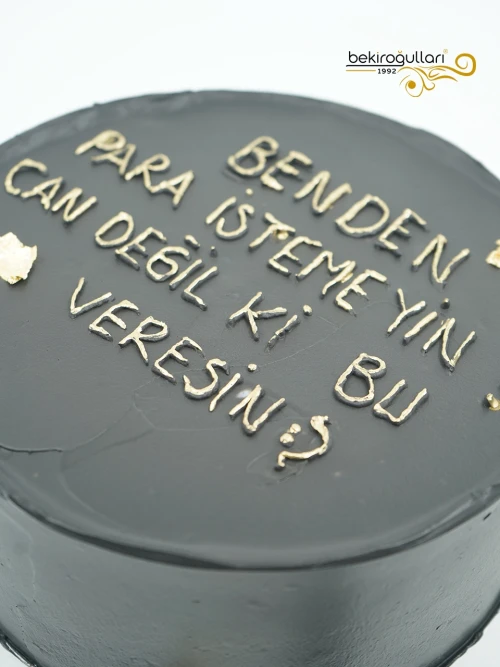 bekiroğulları
1992
BENDEN
PARA İSTEMEYİN
CAN DEĞİL Kİ BU
VERESİN :)